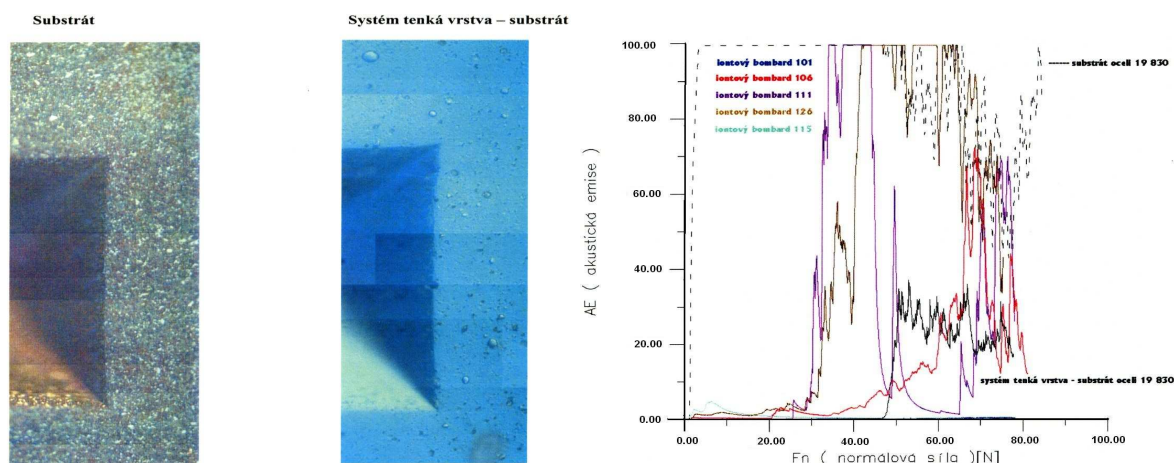 Substrát
Systém tenká vrstva – substrát
100.00
80.00
60.00
40.00
20.00
0.00
AE ( akustická emise )
iontový bombard 101
iontový bombard 106
iontový bombard 111
iontový bombard 126
iontový bombard 115
substrát oceli 19 830
systém tenká vrstva - substrát oceli 19 830
0.00 20.00 40.00 60.00 80.00 100.00
Fn ( normálová síla )[N]